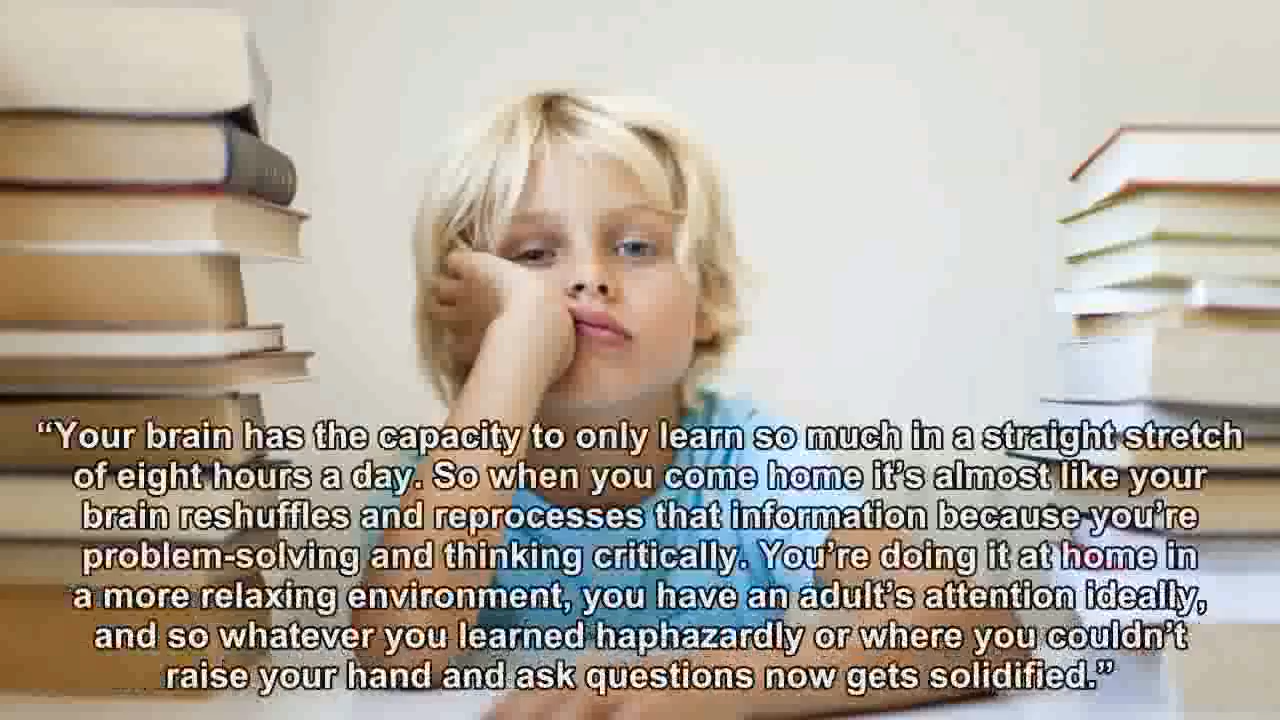 “Your brain has the capacity to only learn so much in a straight stretch
of eight hours a day. So when you come home it’s almost like your
brain reshuffles and reprocesses that information because you’re
problem-solving and thinking critically. You’re doing it at home in
a more relaxing environment, you have an adult’s attention ideally,
and so whatever you learned haphazardly or where you couldn’t
raise your hand and ask questions now gets solidified.”